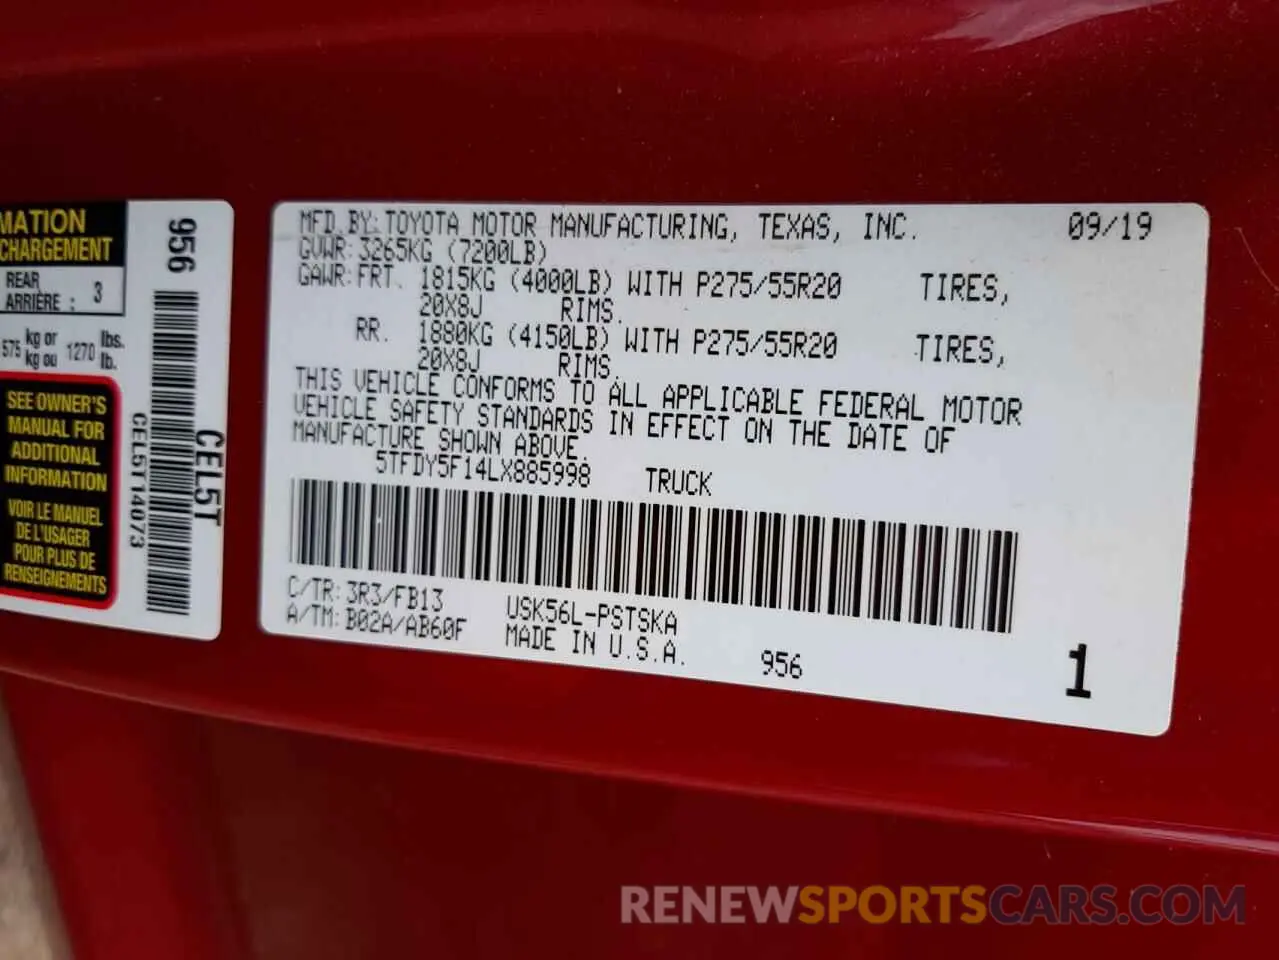 MATION
CHARGEMENT
REAR
ARRIÈRE : 3
575 kg or 1270 lbs.
kg ou lb.
SEE OWNER'S
MANUAL FOR
ADDITIONAL
INFORMATION
VOIR LE MANUEL
DE L'USAGER
POUR PLUS DE
RENSEIGNEMENTS
956
CEL5T
CEL5T14073
MFD.BY:TOYOTA MOTOR MANUFACTURING, TEXAS, INC. 09/19
GVWR:3265KG (7200LB)
GAWR:FRT. 1815KG (4000LB) WITH P275/55R20 TIRES,
20X8J RIMS.
RR. 1880KG (4150LB) WITH P275/55R20 TIRES,
20X8J RIMS.
THIS VEHICLE CONFORMS TO ALL APPLICABLE FEDERAL MOTOR
VEHICLE SAFETY STANDARDS IN EFFECT ON THE DATE OF
MANUFACTURE SHOWN ABOVE.
5TFDY5F14LX885998 TRUCK
C/TR:3R3/FB13 USK56L-PSTSKA
A/TM:B02A/AB60F MADE IN U.S.A. 956
1
RENEWSPORTSCARS.COM